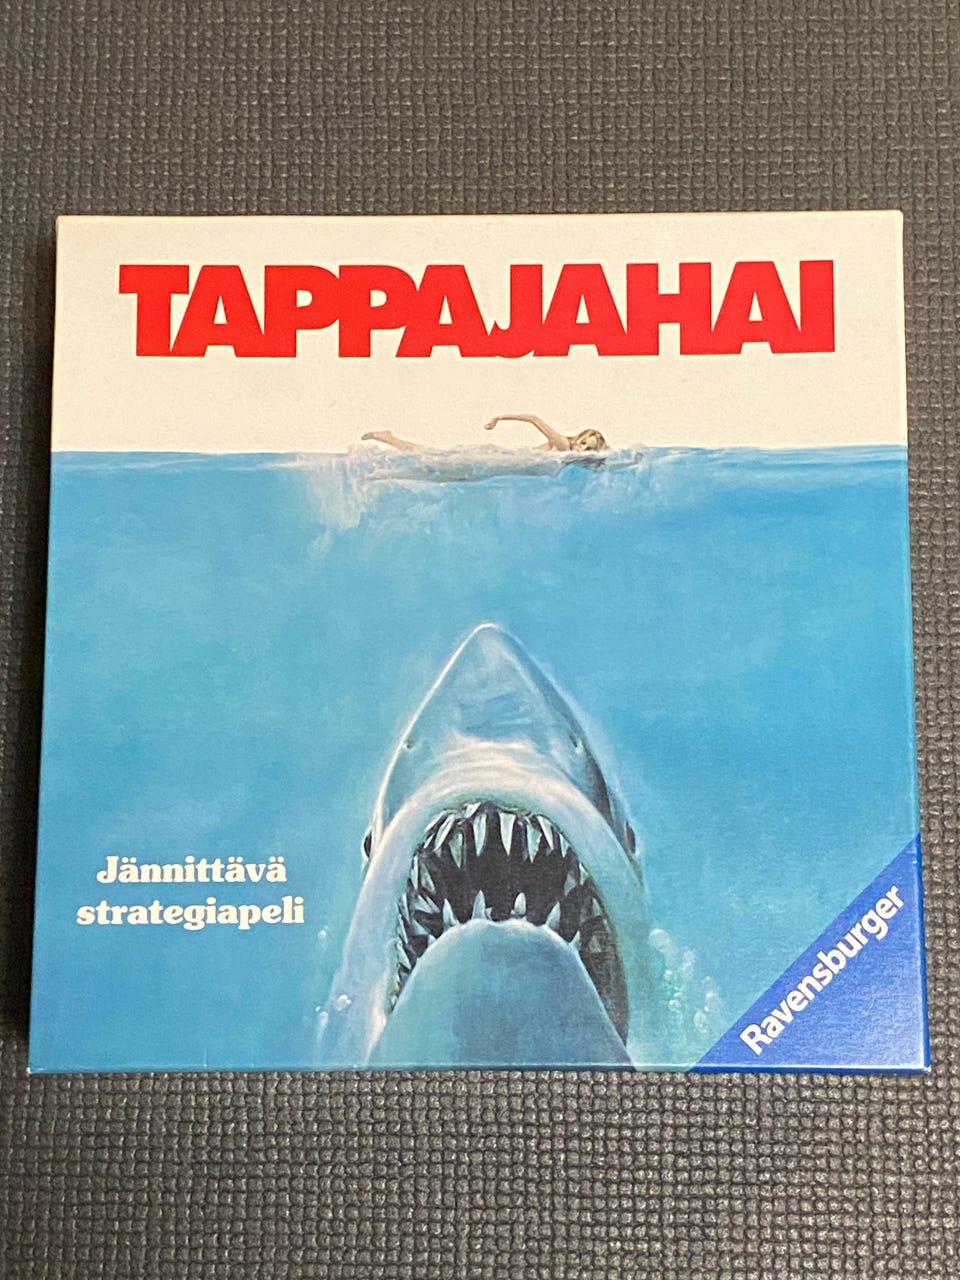 TAPPAJAHAI
Jännittävä
strategiapeli
Ravensburger